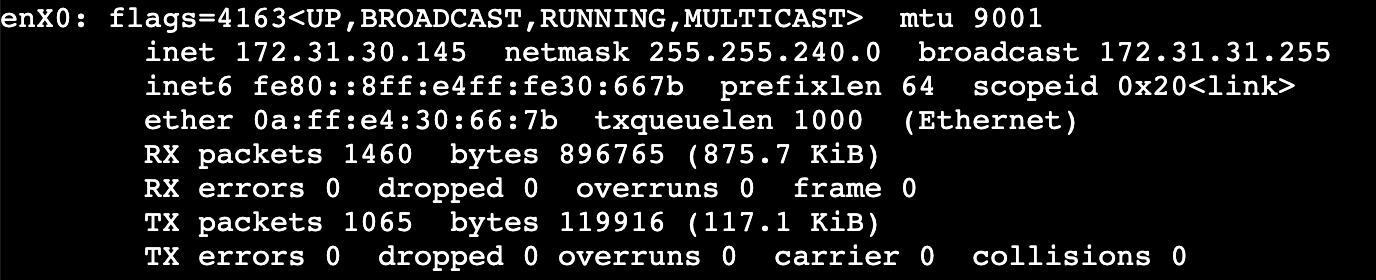 enX0: flags=4163<UP,BROADCAST,RUNNING,MULTICAST>  mtu 9001
        inet 172.31.30.145  netmask 255.255.240.0  broadcast 172.31.31.255
        inet6 fe80::8ff:e4ff:fe30:667b  prefixlen 64  scopeid 0x20<link>
        ether 0a:ff:e4:30:66:7b  txqueuelen 1000  (Ethernet)
        RX packets 1460  bytes 896765 (875.7 KiB)
        RX errors 0  dropped 0  overruns 0  frame 0
        TX packets 1065  bytes 119916 (117.1 KiB)
        TX errors 0  dropped 0 overruns 0  carrier 0  collisions 0